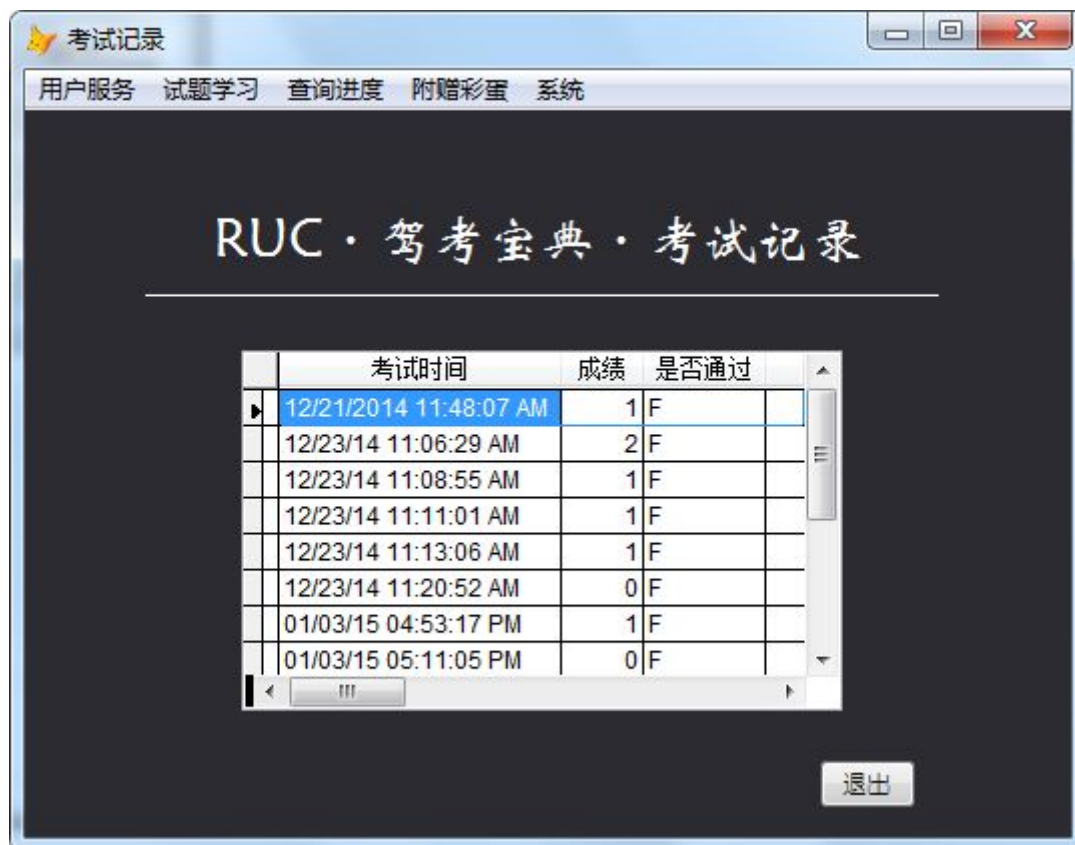 考试记录
用户服务 试题学习 查询进度 附赠彩蛋 系统
RUC·驾考宝典·考试记录
考试时间 成绩 是否通过
12/21/2014 11:48:07 AM 1 F
12/23/14 11:06:29 AM 2 F
12/23/14 11:08:55 AM 1 F
12/23/14 11:11:01 AM 1 F
12/23/14 11:13:06 AM 1 F
12/23/14 11:20:52 AM 0 F
01/03/15 04:53:17 PM 1 F
01/03/15 05:11:05 PM 0 F
退出